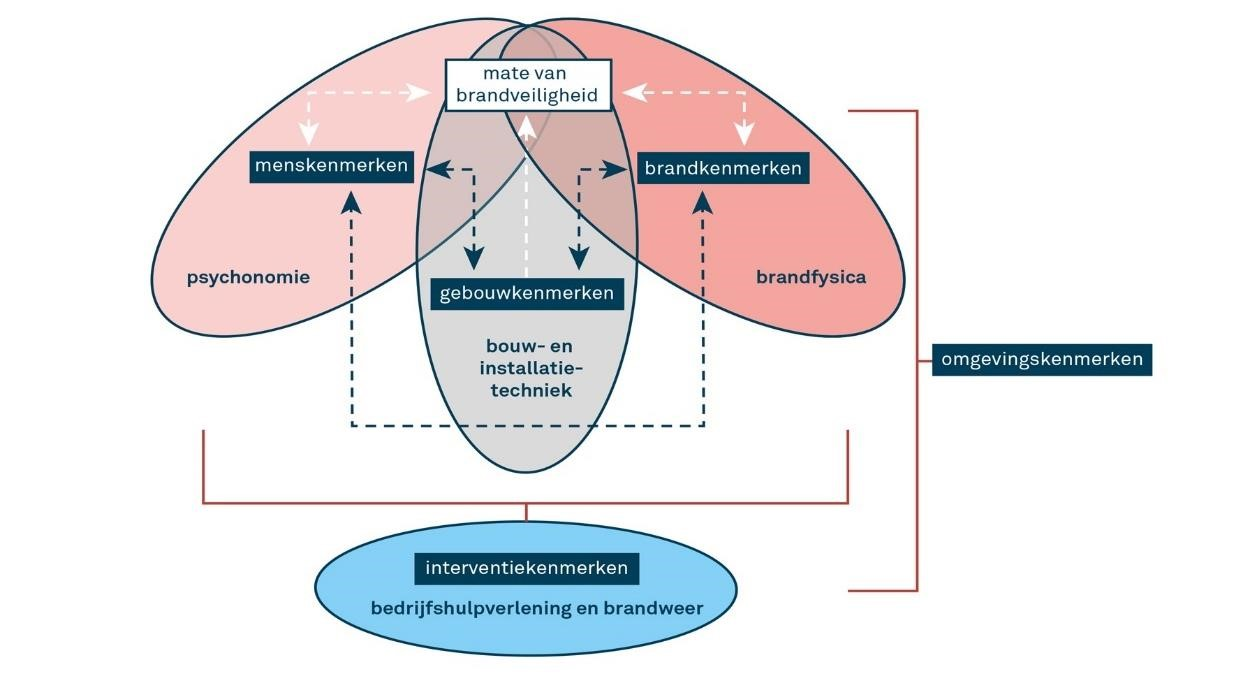 mate van
brandveiligheid
menskenmerken
brandkenmerken
psychonomie
brandfysica
gebouwkenmerken
bouw- en
installatie-
techniek
omgevingskenmerken
interventiekenmerken
bedrijfshulpverlening en brandweer